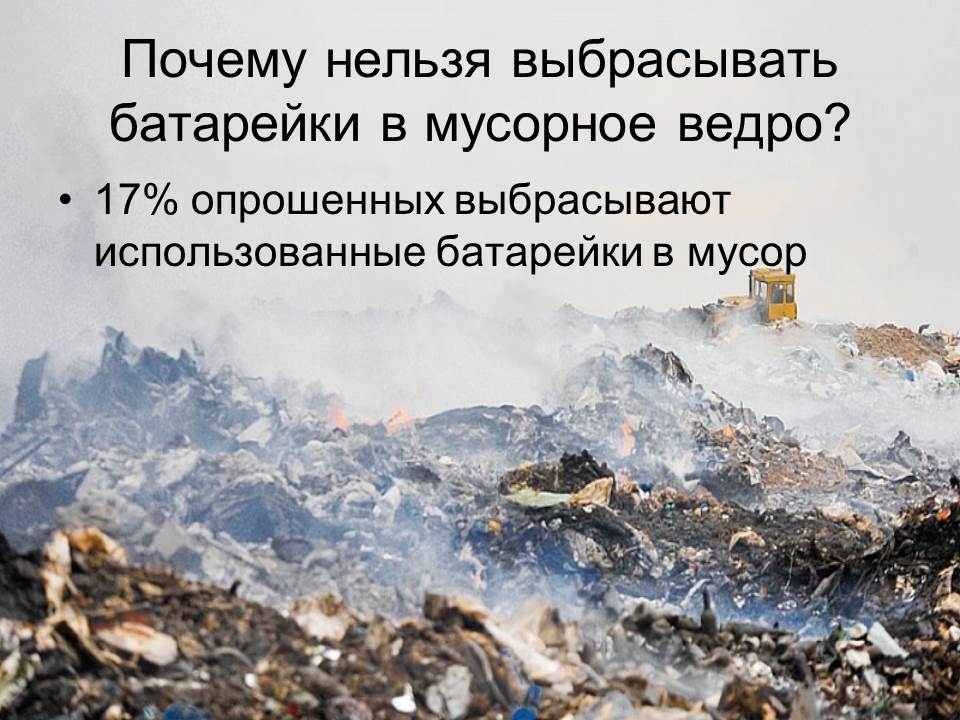 Почему нельзя выбрасывать
батарейки в мусорное ведро?
• 17% опрошенных выбрасывают
использованные батарейки в мусор